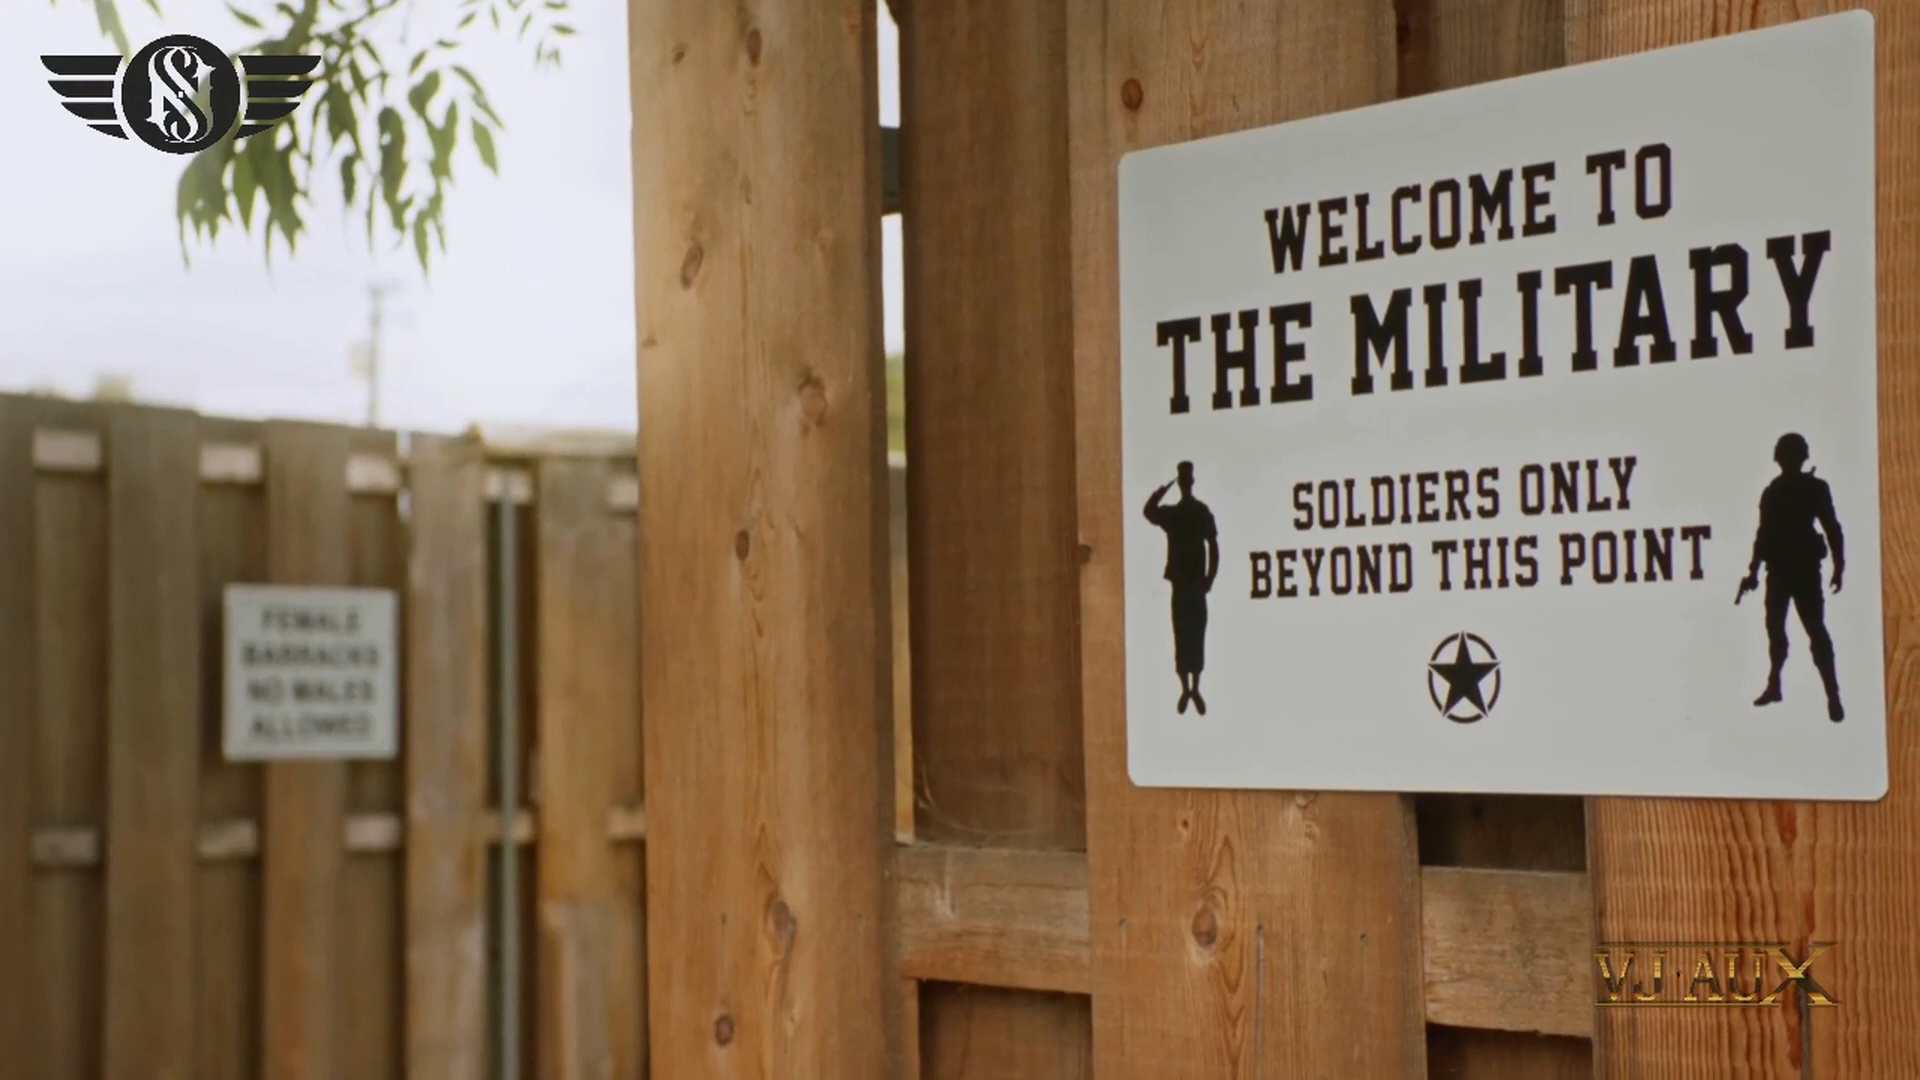 WELCOME TO
THE MILITARY
SOLDIERS ONLY
BEYOND THIS POINT
FEMALE
BARRACKS
NO MALES
ALLOWED
VJ AUX